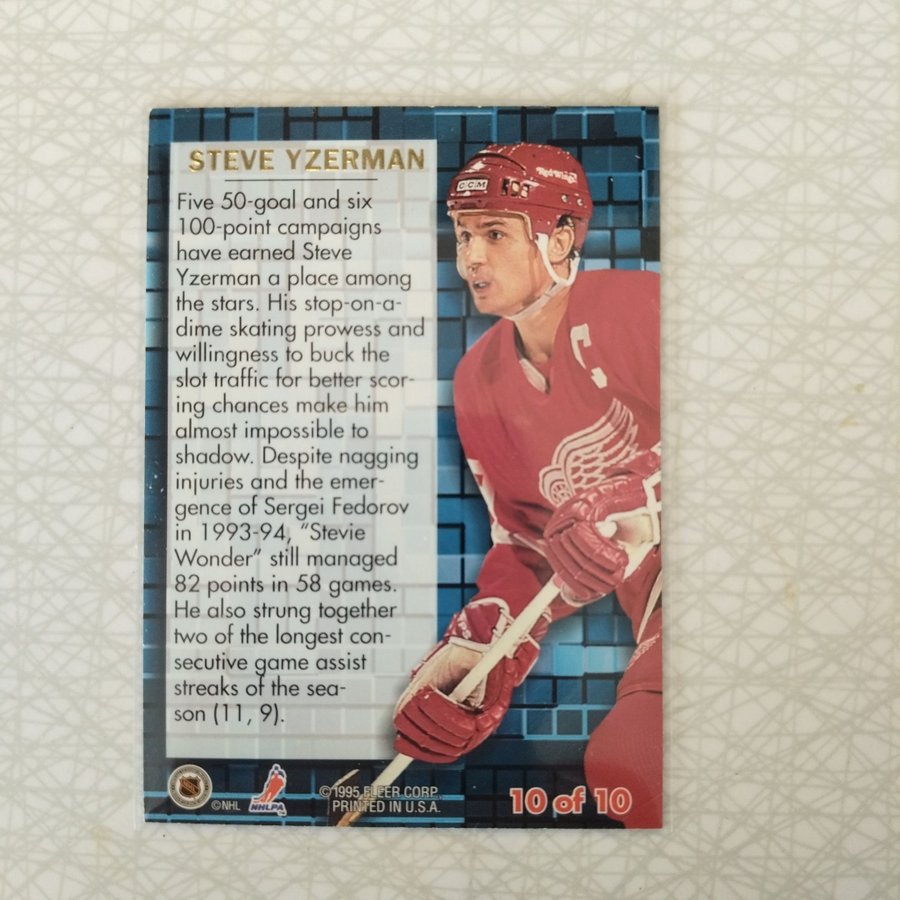 STEVE YZERMAN
Five 50-goal and six
100-point campaigns
have earned Steve
Yzerman a place among
the stars. His stop-on-a-
dime skating prowess and
willingness to buck the
slot traffic for better scor-
ing chances make him
almost impossible to
shadow. Despite nagging
injuries and the emer-
gence of Sergei Fedorov
in 1993-94, "Stevie
Wonder" still managed
82 points in 58 games.
He also strung together
two of the longest con-
secutive game assist
streaks of the sea-
son (11, 9).
CCM
Red Wings
C
©NHL
NHLPA
© 1995 FLEER CORP.
PRINTED IN U.S.A.
10 of 10